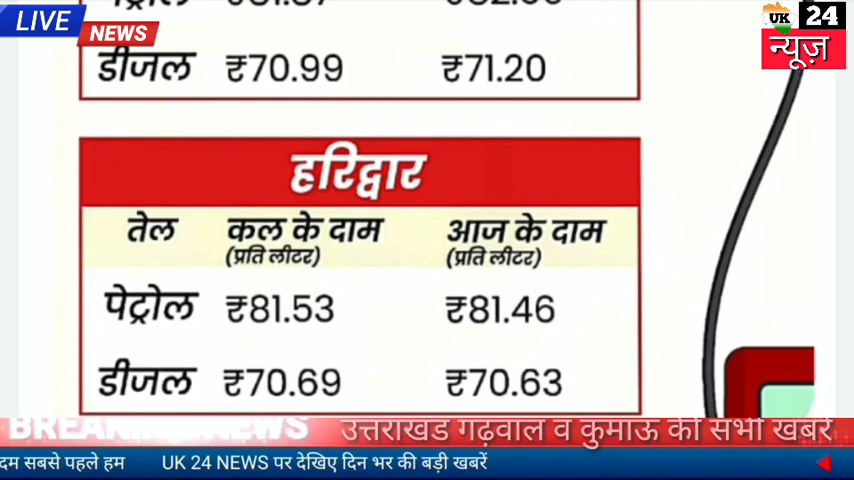 LIVE
NEWS
UK 24
न्यूज़
डीजल ₹70.99 ₹71.20
हरिद्वार
तेल कल के दाम आज के दाम
(प्रति लीटर) (प्रति लीटर)
पेट्रोल ₹81.53 ₹81.46
डीजल ₹70.69 ₹70.63
BREAKING NEWS उत्तराखंड गढ़वाल व कुमाऊ की सभी खबरें
सबसे पहले हम UK 24 NEWS पर देखिए दिन भर की बड़ी खबरें